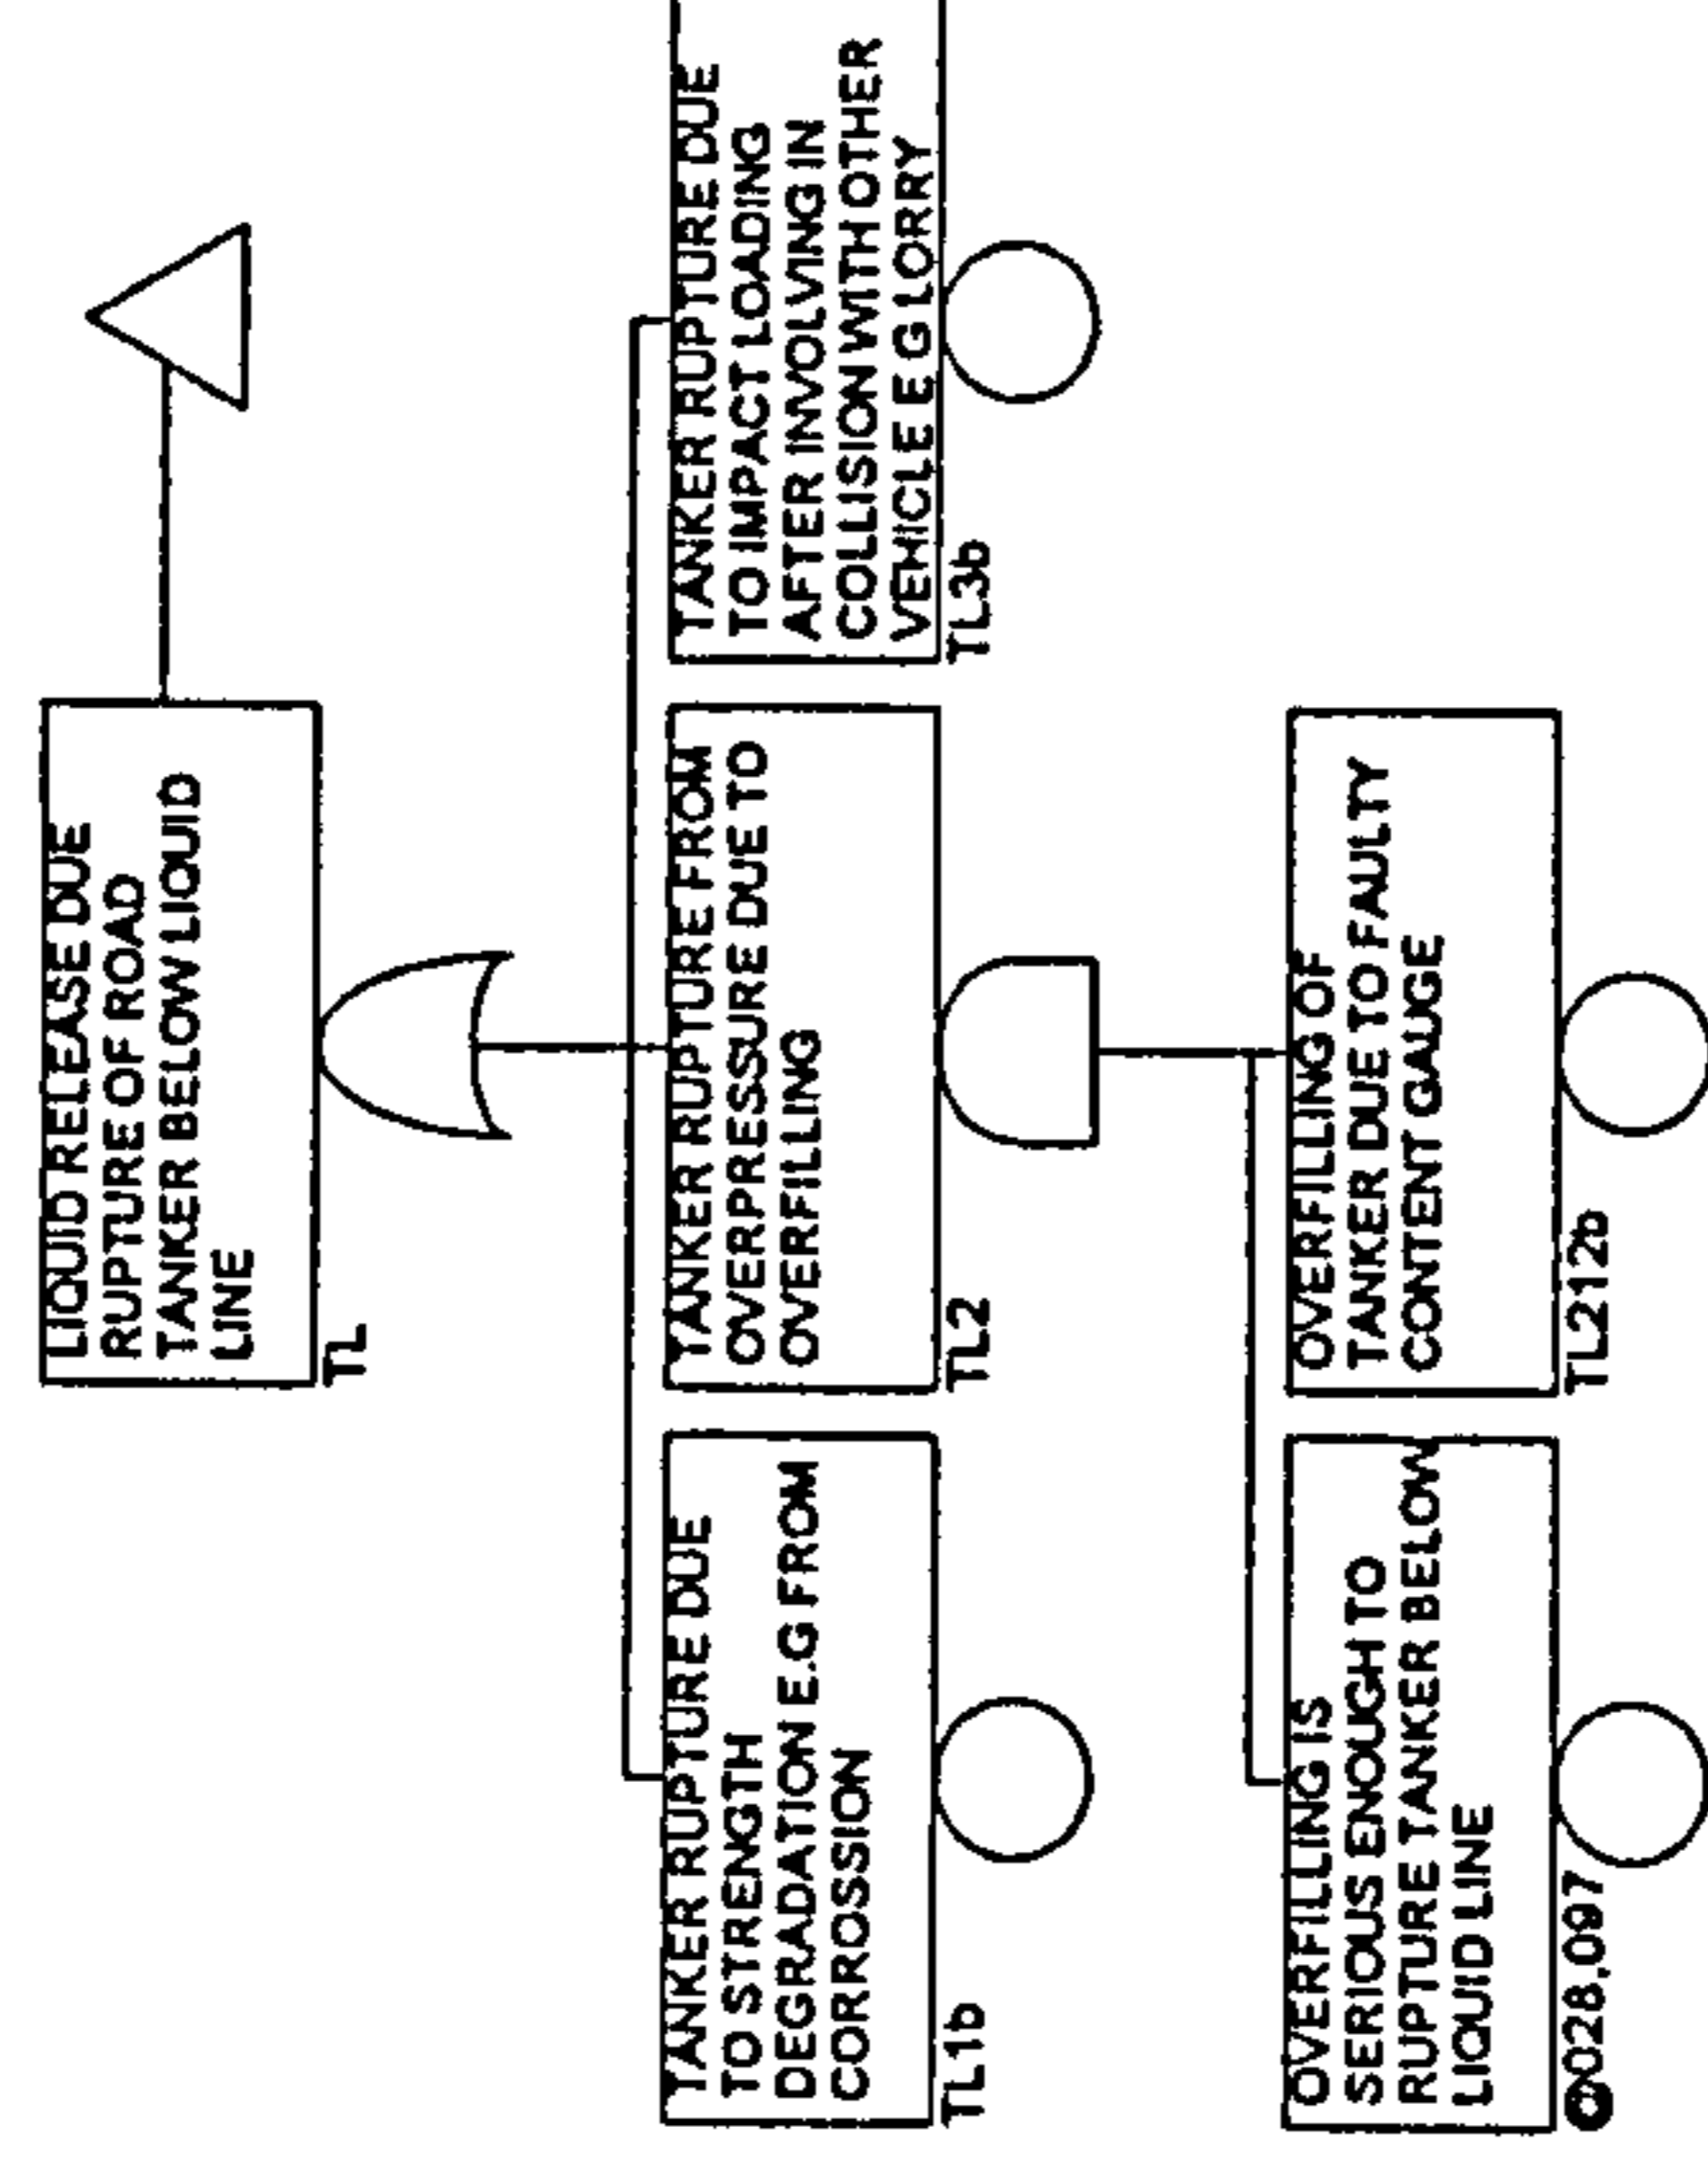 LIQUID RELEASE DUE
RUPTURE OF ROAD
TANKER BELOW LIQUID
LINE
TL
TANKER RUPTURE DUE
TO STRENGTH
DEGRADATION E.G FROM
CORROSSION
TL1b
TANKER RUPTURE FROM
OVERPRESSURE DUE TO
OVERFILLING
TL2
TANKER RUPTURE DUE
TO IMPACT LOADING
AFTER INVOLVING IN
COLLISION WITH OTHER
VEHICLE E G LORRY
TL3b
OVERFILLING IS
SERIOUS ENOUGH TO
RUPTURE TANKER BELOW
LIQUID LINE
028,097
OVERFILLING OF
TANKER DUE TO FAULTY
CONTENT GAUGE
TL212b